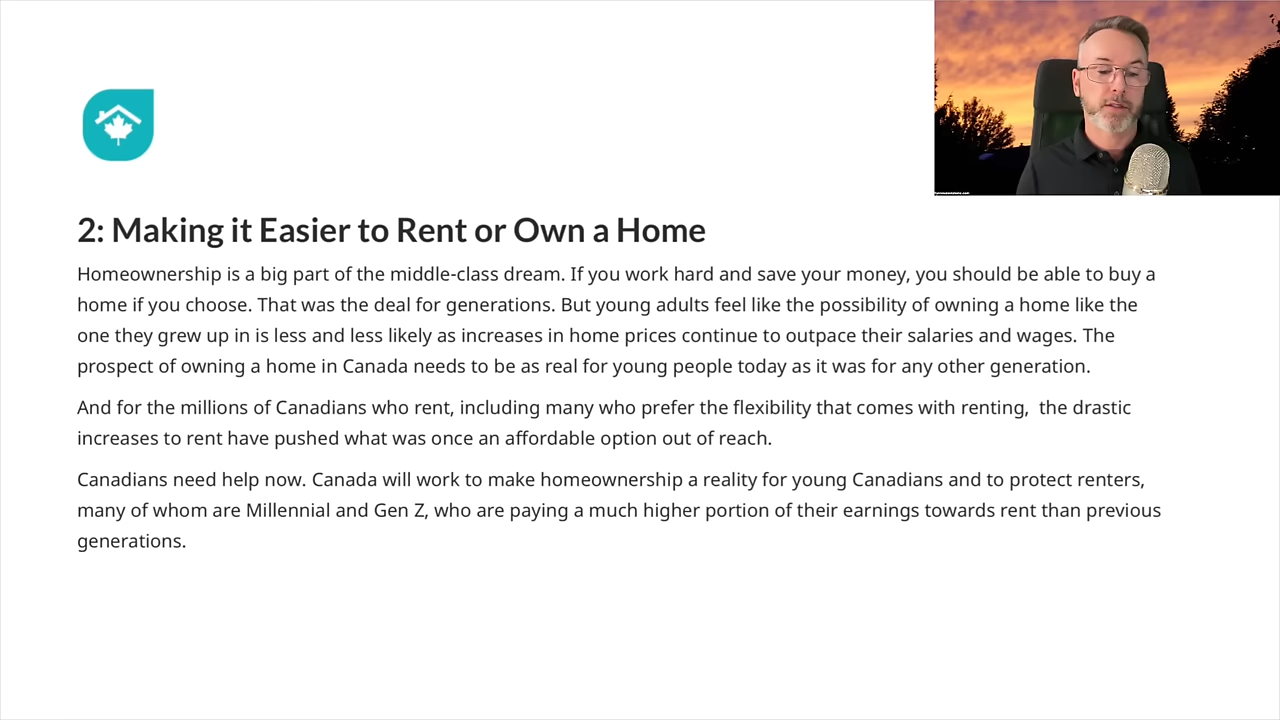 2: Making it Easier to Rent or Own a Home
Homeownership is a big part of the middle-class dream. If you work hard and save your money, you should be able to buy a
home if you choose. That was the deal for generations. But young adults feel like the possibility of owning a home like the
one they grew up in is less and less likely as increases in home prices continue to outpace their salaries and wages. The
prospect of owning a home in Canada needs to be as real for young people today as it was for any other generation.
And for the millions of Canadians who rent, including many who prefer the flexibility that comes with renting,  the drastic
increases to rent have pushed what was once an affordable option out of reach.
Canadians need help now. Canada will work to make homeownership a reality for young Canadians and to protect renters,
many of whom are Millennial and Gen Z, who are paying a much higher portion of their earnings towards rent than previous
generations.